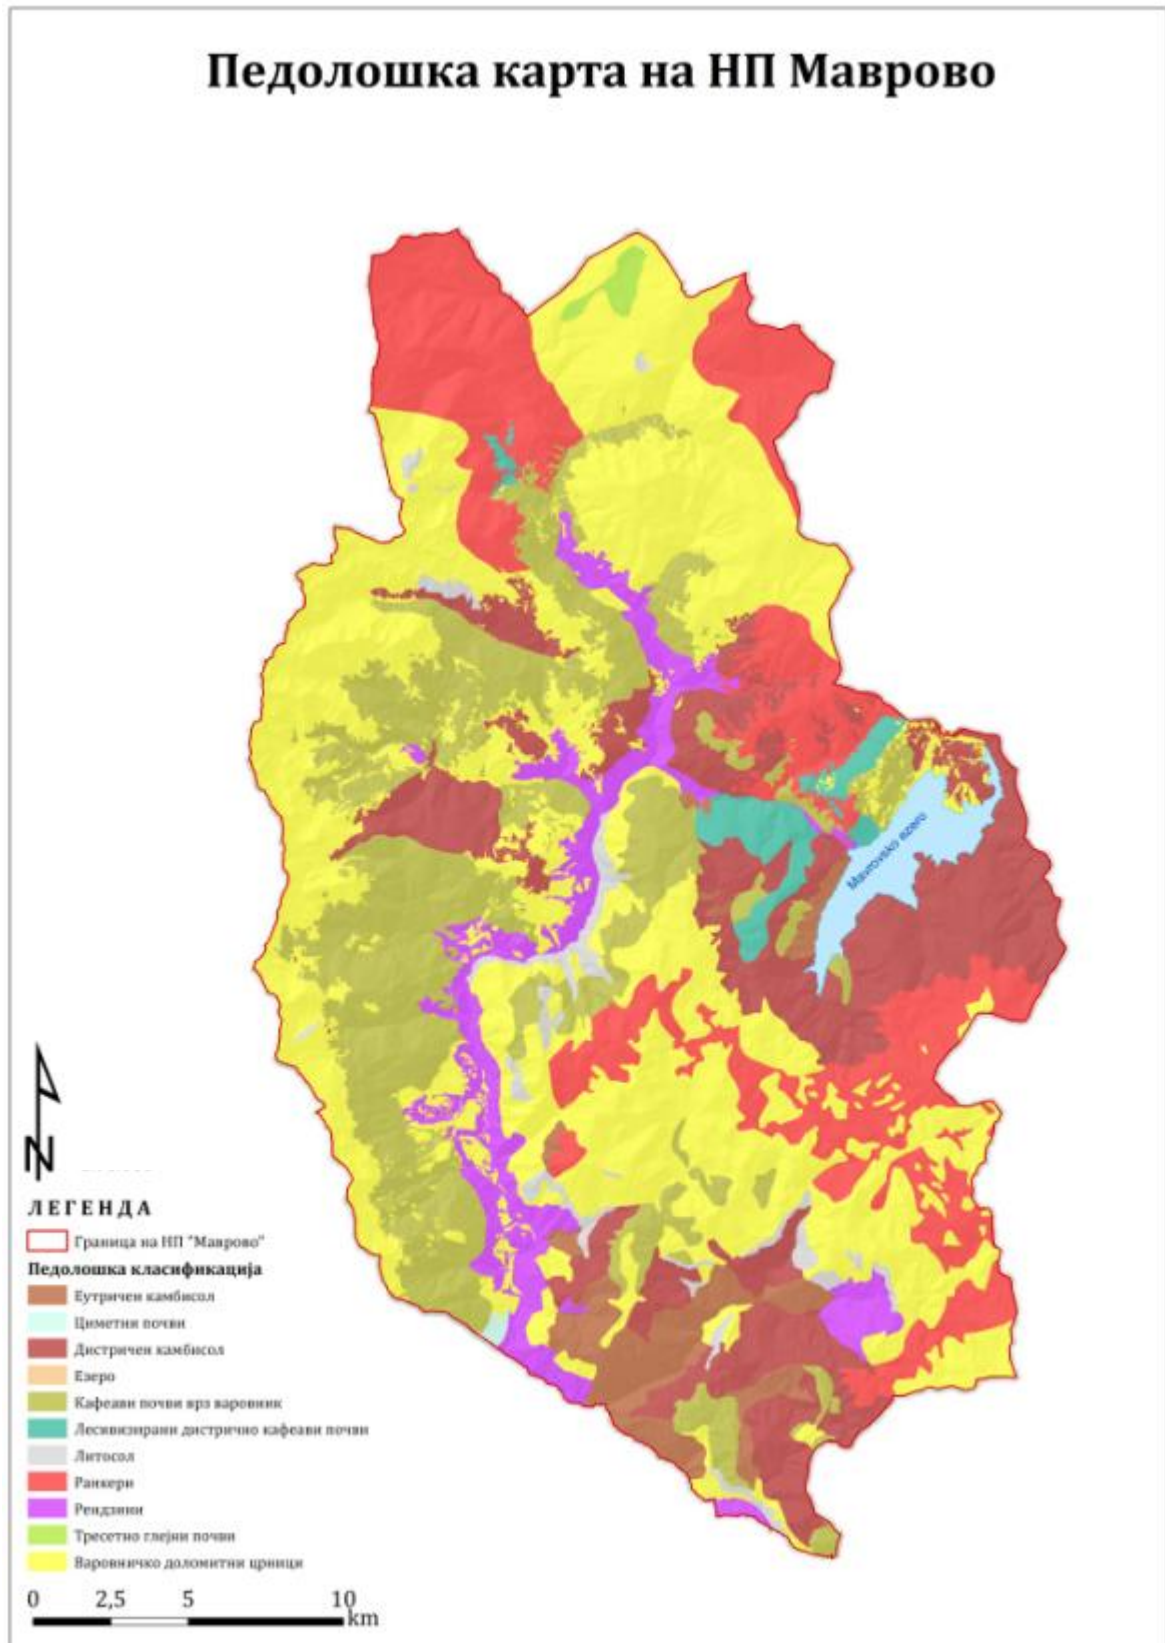 Педолошка карта на НП Маврово
Mavrovsko ezero
N
ЛЕГЕНДА
Граница на НП "Маврово"
Педолошка класификација
Еутричен камбисол
Циметни почви
Дистричен камбисол
Езеро
Кафеави почви врз варовник
Лесивизирани дистрично кафеави почви
Литосол
Ранкери
Рендзини
Тресетно глејни почви
Варовничко доломитни црници
0 2,5 5 10
km